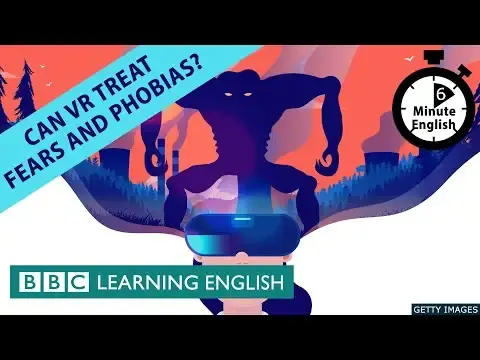 CAN VR TREAT
FEARS AND PHOBIAS?
6
Minute
English
BBC LEARNING ENGLISH
GETTY IMAGES